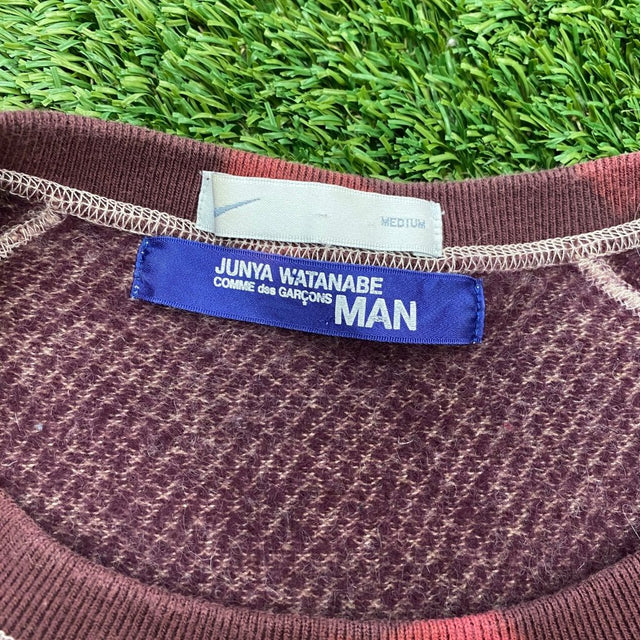 MEDIUM
JUNYA WATANABE
COMME des GARÇONS
MAN